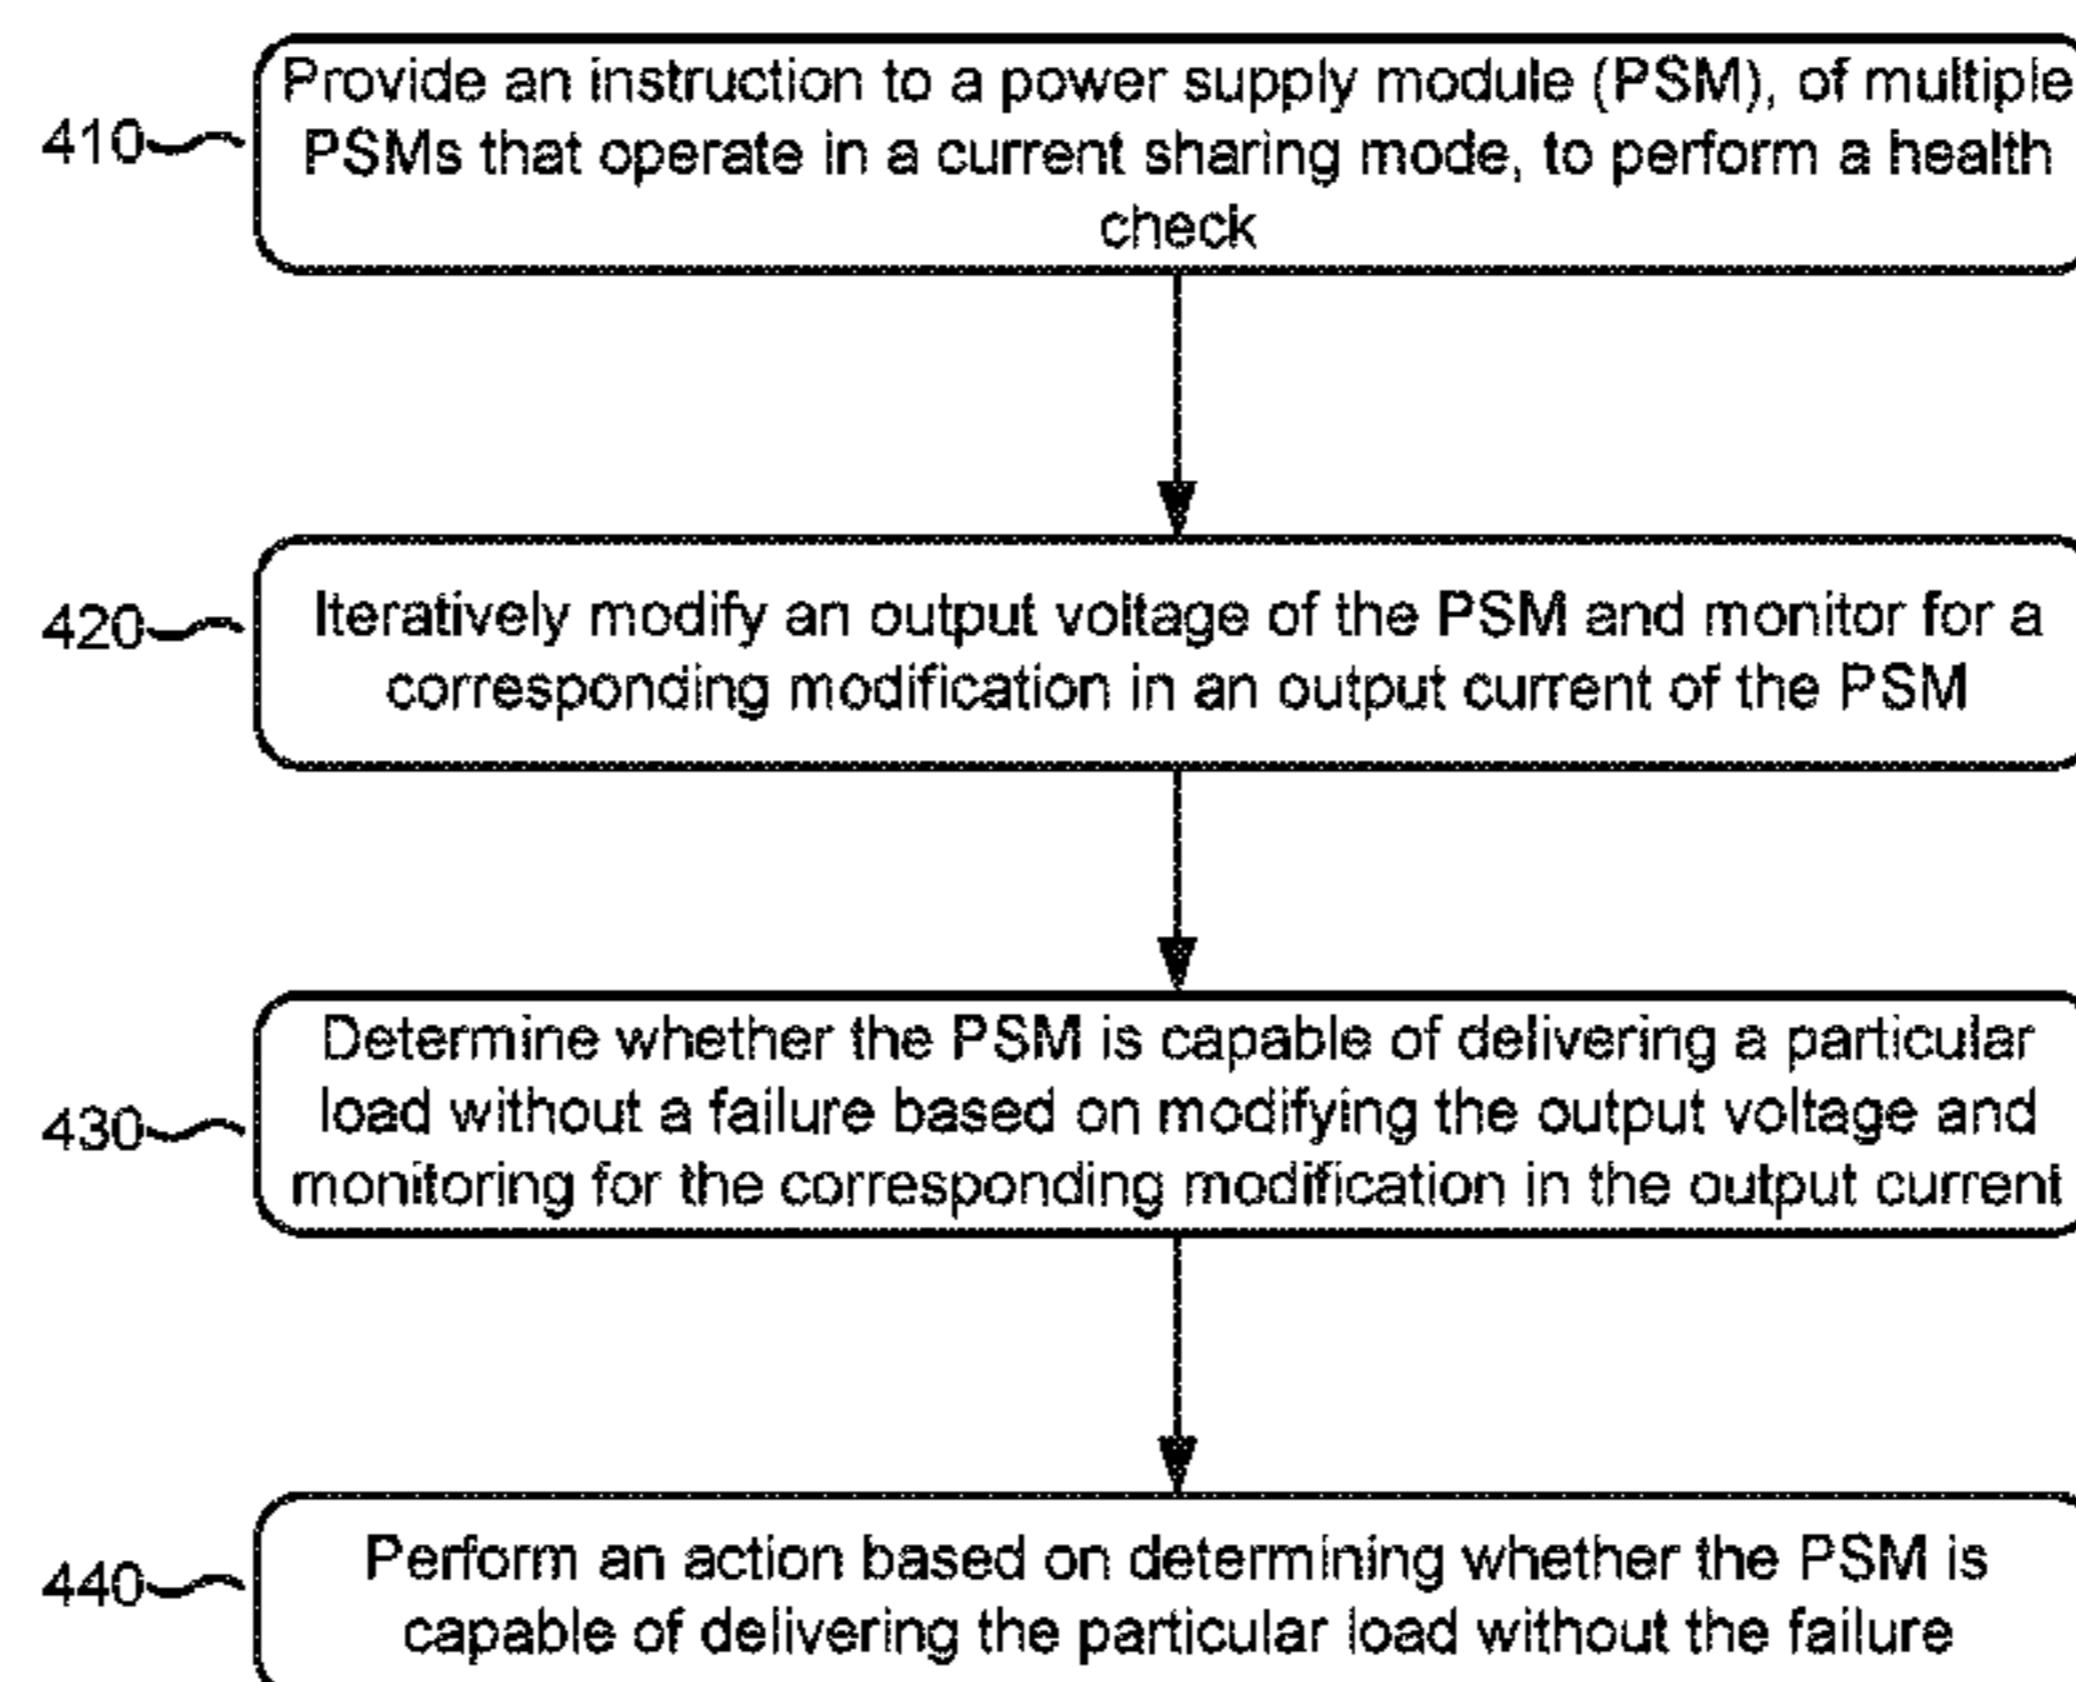 410
Provide an instruction to a power supply module (PSM), of multiple
PSMs that operate in a current sharing mode, to perform a health
check
420
Iteratively modify an output voltage of the PSM and monitor for a
corresponding modification in an output current of the PSM
430
Determine whether the PSM is capable of delivering a particular
load without a failure based on modifying the output voltage and
monitoring for the corresponding modification in the output current
440
Perform an action based on determining whether the PSM is
capable of delivering the particular load without the failure